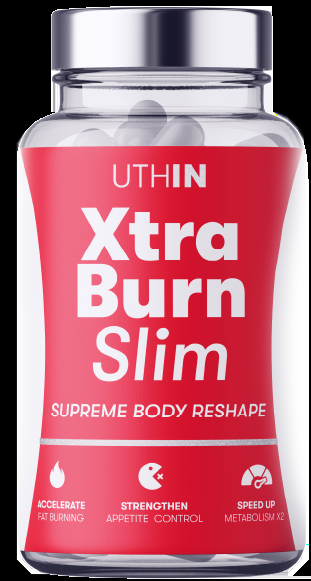 UTHIN
Xtra
Burn
Slim
SUPREME BODY RESHAPE
ACCELERATE
FAT BURNING
STRENGTHEN
APPETITE CONTROL
SPEED UP
METABOLISM X2